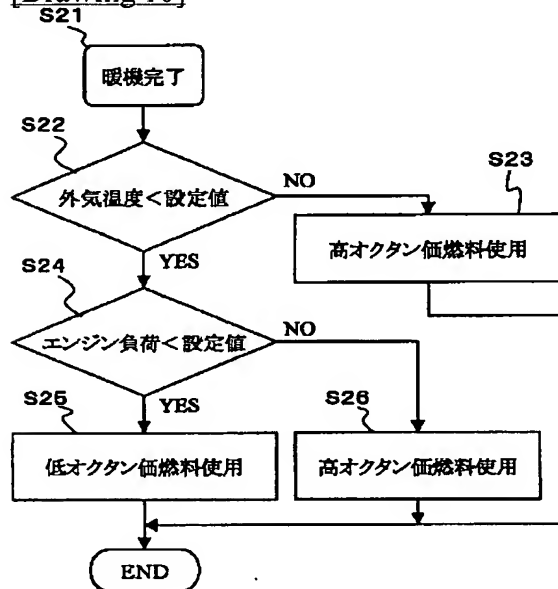 S21
暖機完了
S22
外気温度<設定値
NO
S23
高オクタン価燃料使用
YES
S24
エンジン負荷<設定値
NO
YES
S25
低オクタン価燃料使用
S26
高オクタン価燃料使用
END